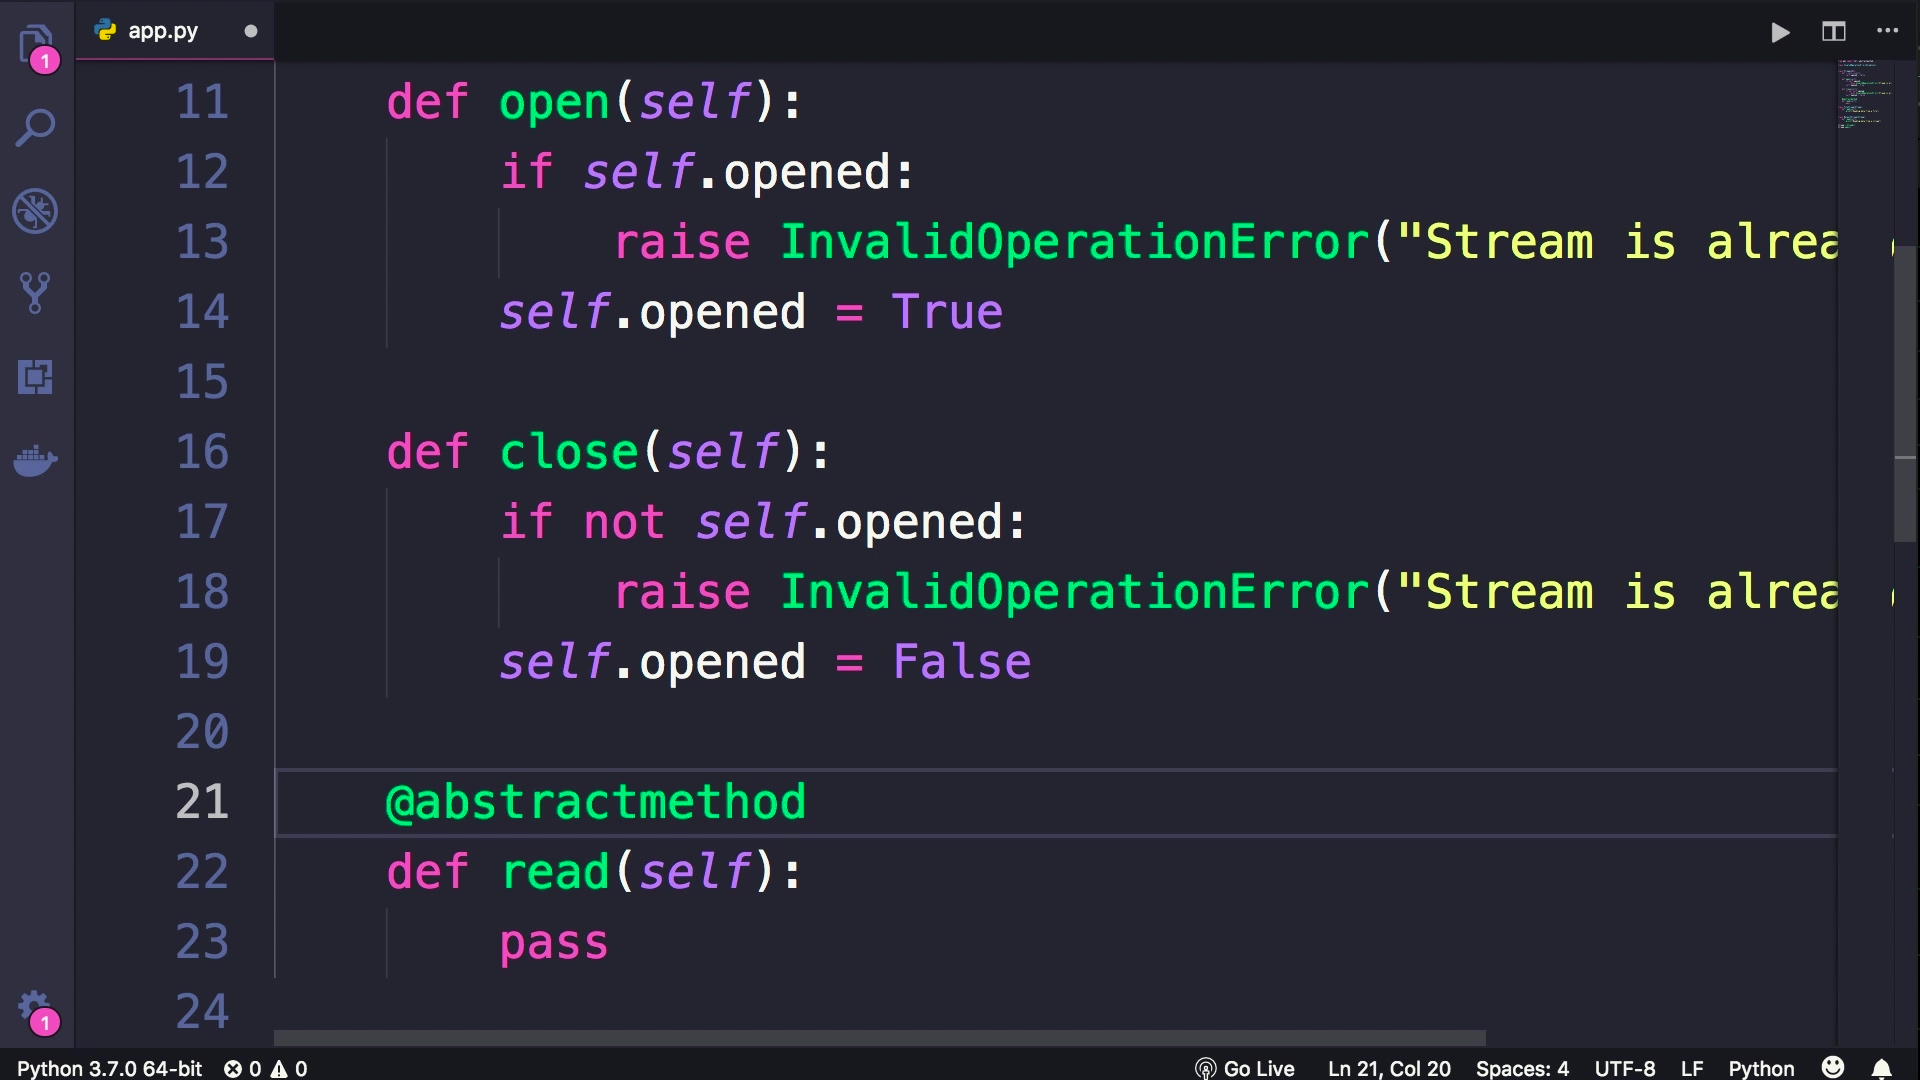 1
app.py
11 def open(self):
12 if self.opened:
13 raise InvalidOperationError("Stream is alrea
14 self.opened = True
15
16 def close(self):
17 if not self.opened:
18 raise InvalidOperationError("Stream is alrea
19 self.opened = False
20
21 @abstractmethod
22 def read(self):
23 pass
24
1
Python 3.7.0 64-bit 0 0 Go Live Ln 21, Col 20 Spaces: 4 UTF-8 LF Python